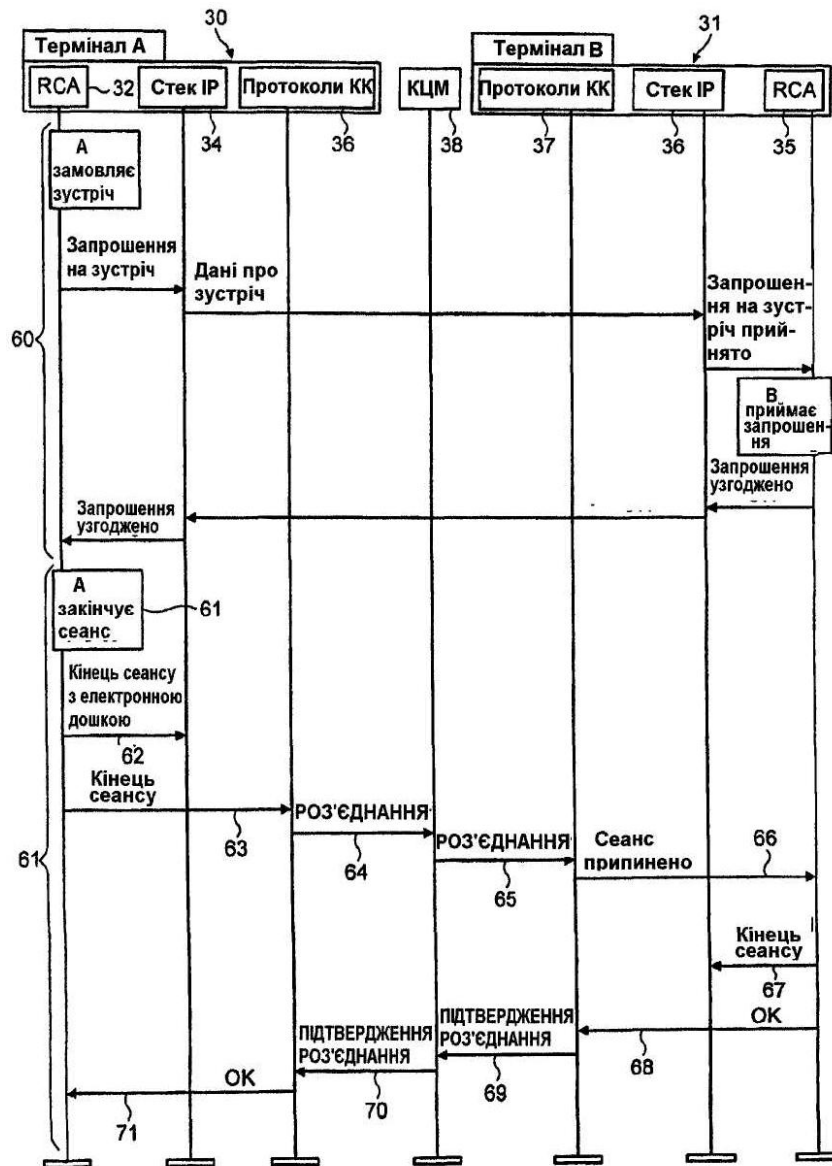 30
31
Термінал А
Термінал В
RCA
32
Стек IP
Протоколи КК
КЦМ
Протоколи КК
Стек IP
RCA
34
36
38
37
36
35
А
замовляє
зустріч
Запрошення
на зустріч
Дані про
зустріч
Запрошен-
ня на зуст-
річ прий-
нято
60
В
приймає
запрошен-
ня
Запрошення
узгоджено
Запрошення
узгоджено
А
закінчує
сеанс
61
Кінець сеансу
з електронною
дошкою
62
Кінець
сеансу
63
РОЗ'ЄДНАННЯ
64
РОЗ'ЄДНАННЯ
65
Сеанс
припинено
66
61
Кінець
сеансу
67
OK
68
ПІДТВЕРДЖЕННЯ
РОЗ'ЄДНАННЯ
69
ПІДТВЕРДЖЕННЯ
РОЗ'ЄДНАННЯ
70
OK
71